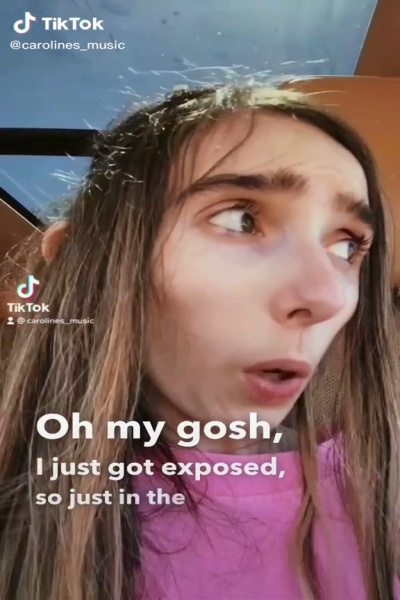 TikTok
@carolines_music
TikTok
@carolines_music
Oh my gosh,
I just got exposed,
so just in the